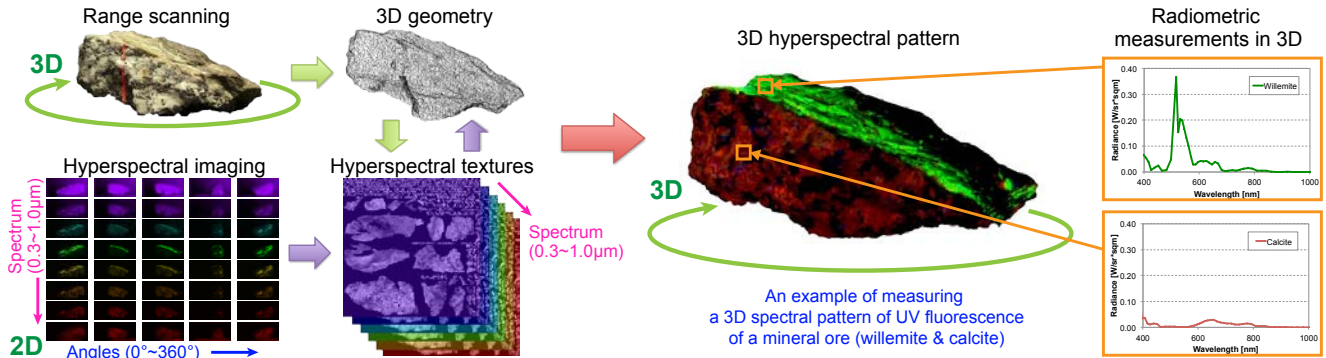 Range scanning
3D geometry
3D
Hyperspectral imaging
Hyperspectral textures
Spectrum
(0.3~1.0µm)
2D
Angles (0°~360°)
Spectrum
(0.3~1.0µm)
3D hyperspectral pattern
3D
An example of measuring
a 3D spectral pattern of UV fluorescence
of a mineral ore (willemite & calcite)
Radiometric
measurements in 3D
Radiance [W/sr*sqm]
0.40
0.30
0.20
0.10
0.00
Willemite
400 600 800 1000
Wavelength [nm]
Radiance [W/sr*sqm]
0.40
0.30
0.20
0.10
0.00
Calcite
400 600 800 1000
Wavelength [nm]